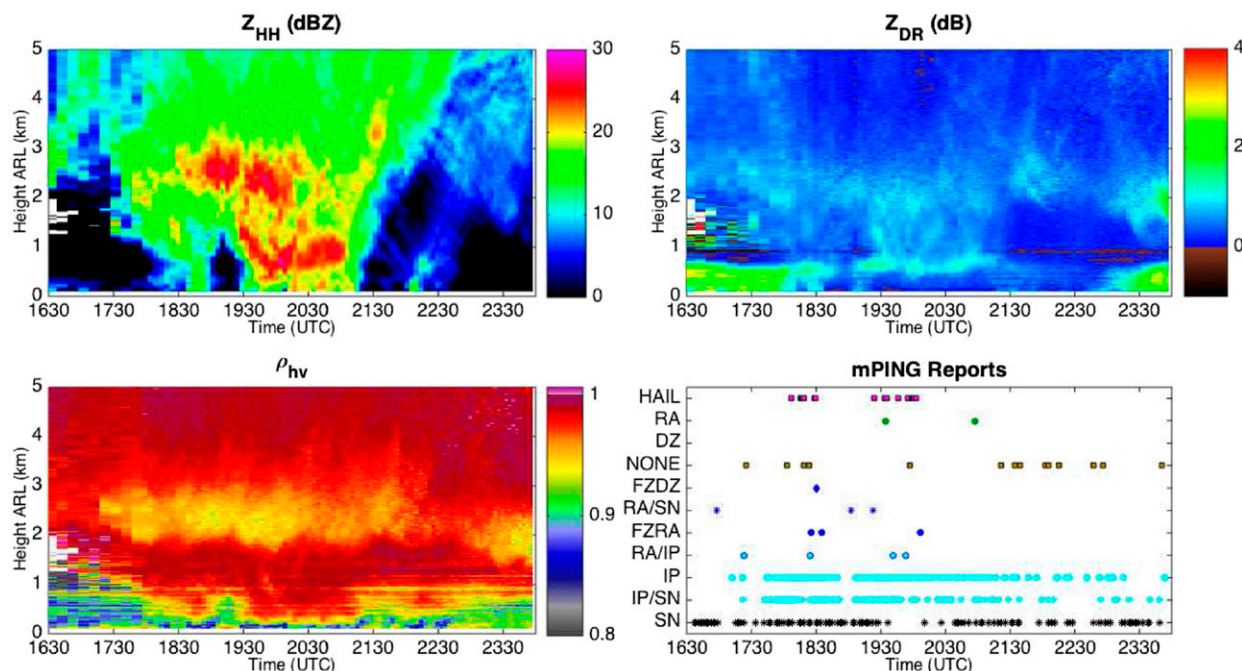 Z_HH (dBZ)
5
4
3
2
1
0
Height ARL (km)
1630 1730 1830 1930 2030 2130 2230 2330
Time (UTC)
30
20
10
0
Z_DR (dB)
5
4
3
2
1
0
Height ARL (km)
1630 1730 1830 1930 2030 2130 2230 2330
Time (UTC)
4
2
0
ρ_hv
5
4
3
2
1
0
Height ARL (km)
1630 1730 1830 1930 2030 2130 2230 2330
Time (UTC)
1
0.9
0.8
mPING Reports
HAIL
RA
DZ
NONE
FZDZ
RA/SN
FZRA
RA/IP
IP
IP/SN
SN
1630 1730 1830 1930 2030 2130 2230 2330
Time (UTC)